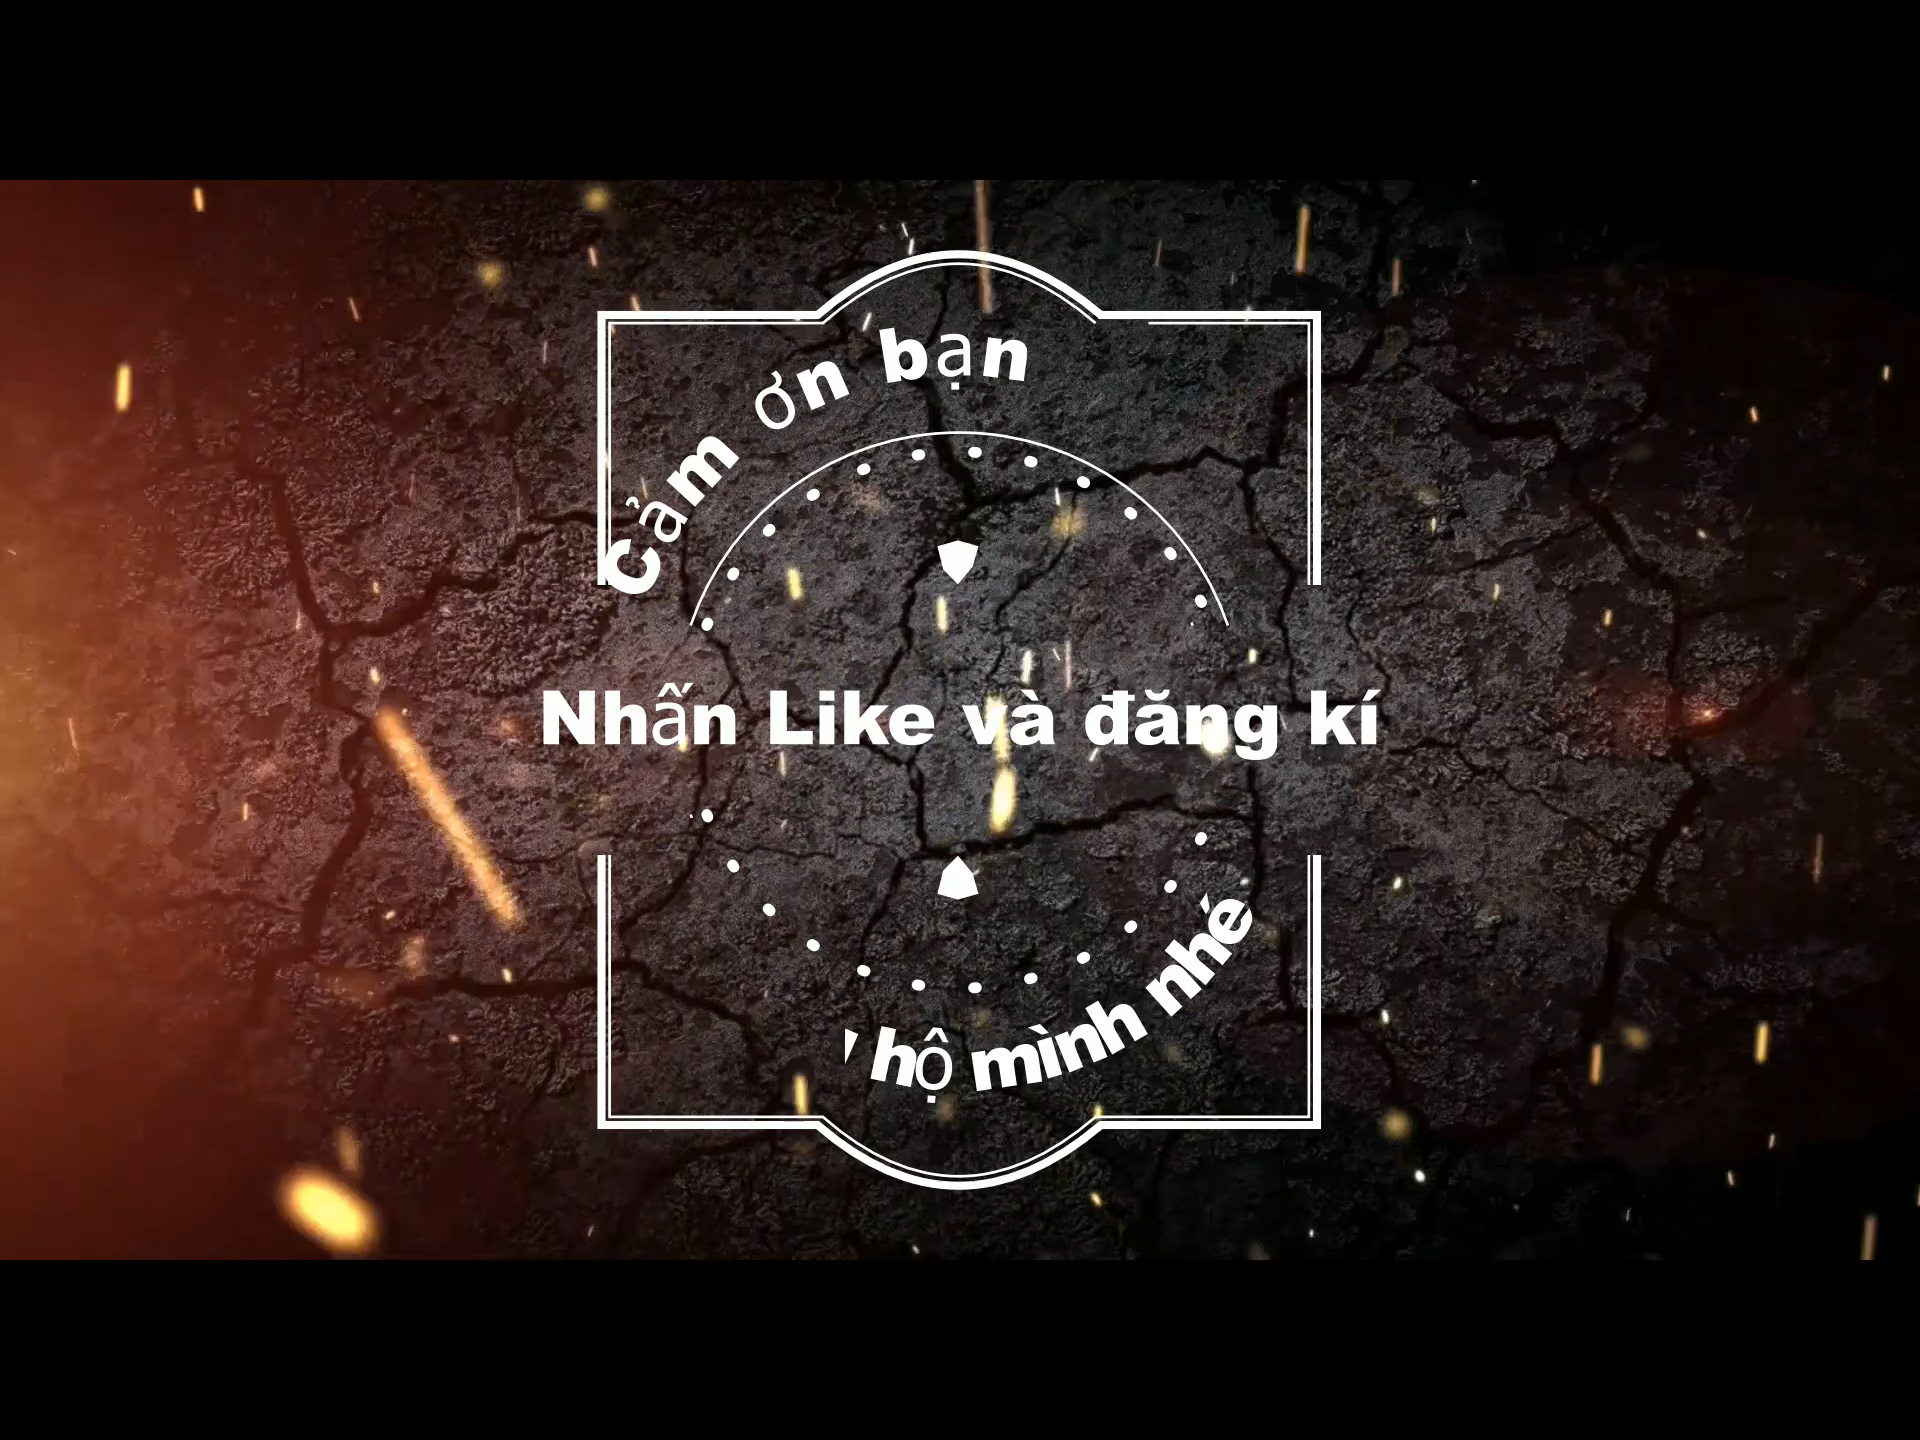 Cảm ơn bạn
Nhấn Like và đăng kí
hộ mình nhé